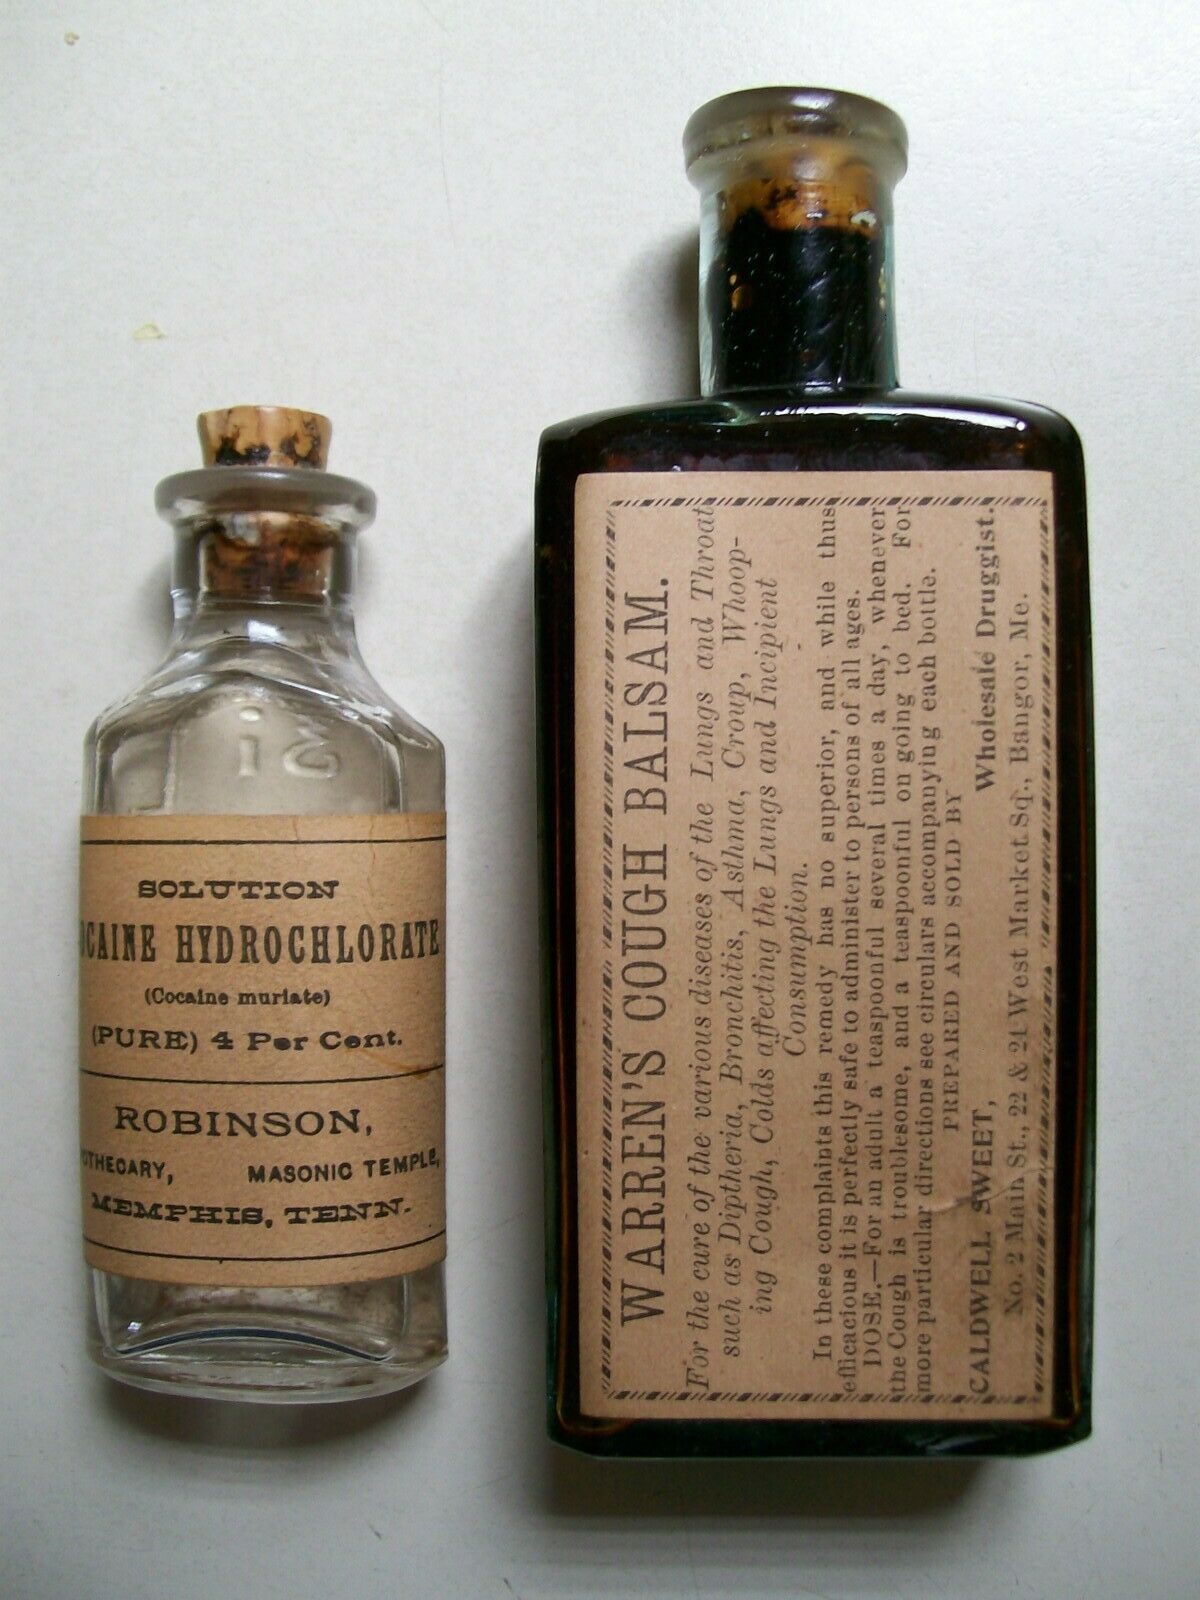 SOLUTION
OCAINE HYDROCHLORATE
(Cocaine muriate)
(PURE) 4 Per Cent.
ROBINSON,
OTHECARY, MASONIC TEMPLE,
MEMPHIS, TENN.
WARREN'S COUGH BALSAM.
For the cure of the various diseases of the Lungs and Throat
such as Diptheria, Bronchitis, Asthma, Croup, Whoop-
ing Cough, Colds affecting the Lungs and Incipient
Consumption.
In these complaints this remedy has no superior, and while thus
efficacious it is perfectly safe to administer to persons of all ages.
DOSE.—For an adult a teaspoonful several times a day, whenever
the Cough is troublesome, and a teaspoonful on going to bed. For
more particular directions see circulars accompanying each bottle.
PREPARED AND SOLD BY
CALDWELL SWEET, Wholesale Druggist.
No. 2 Main St., 22 & 24 West Market Sq., Bangor, Me.